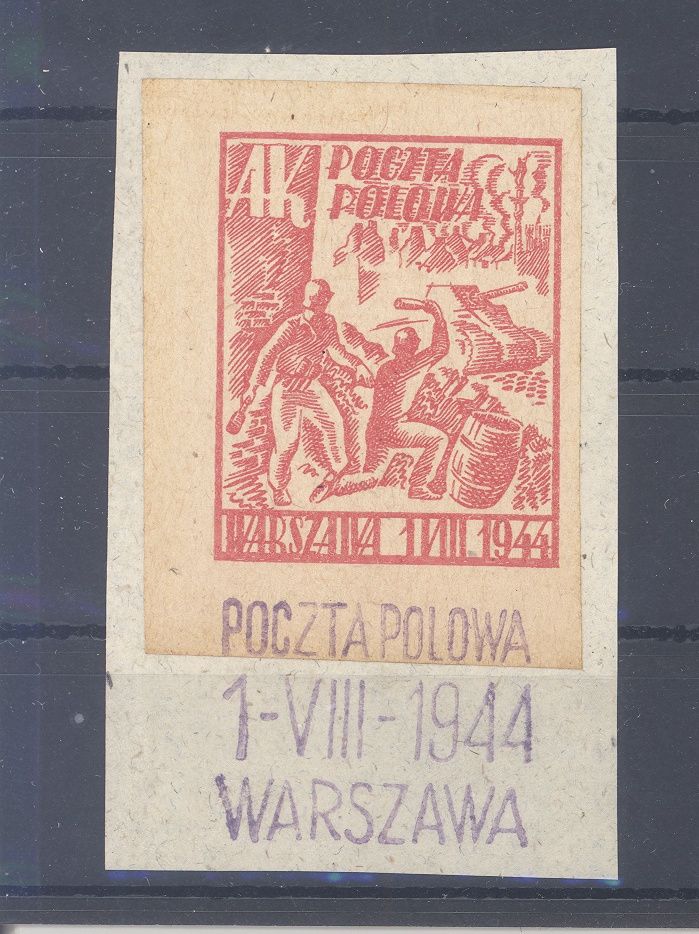 AK POCZTA
POLOWA
WARSZAWA 1 VIII 1944
POCZTA POLOWA
1-VIII-1944
WARSZAWA